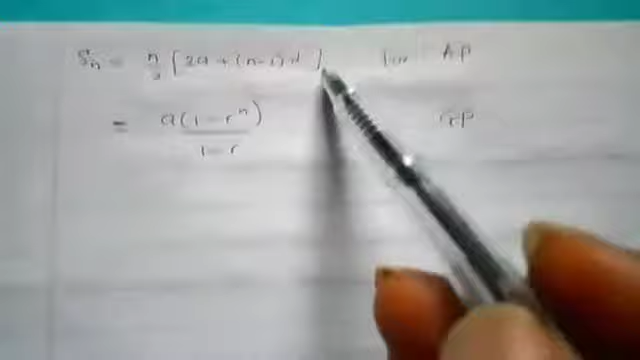 Sn = n/2 [2a + (n-1)d] for AP
= a(1-r^n)/1-r GP